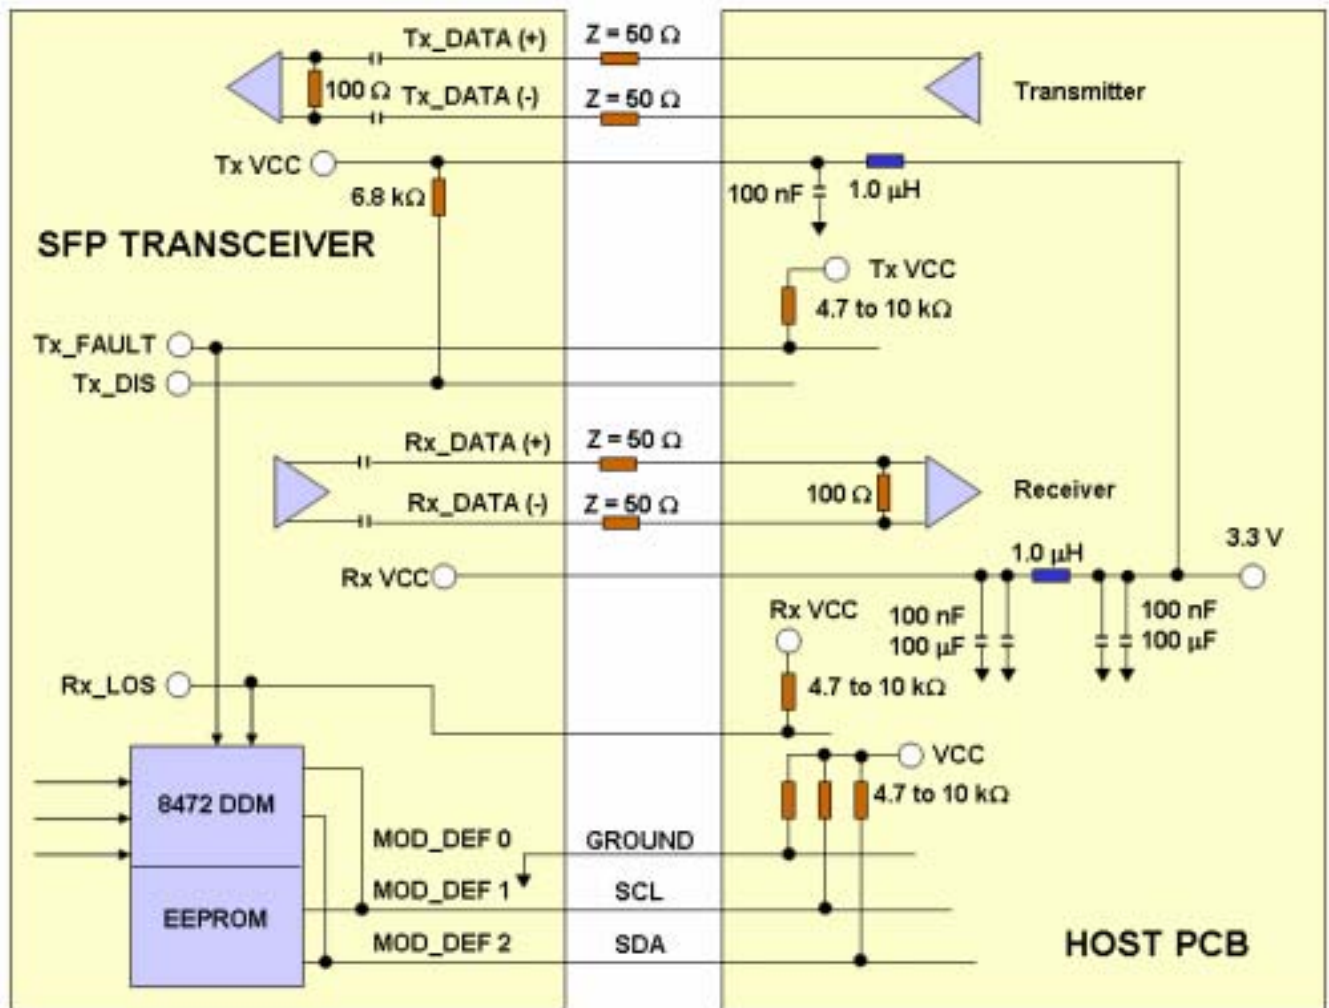 Tx_DATA (+)
Z = 50 Ω
100 Ω
Tx_DATA (-)
Z = 50 Ω
Transmitter
Tx VCC
6.8 kΩ
100 nF
1.0 µH
SFP TRANSCEIVER
Tx VCC
4.7 to 10 kΩ
Tx_FAULT
Tx_DIS
Rx_DATA (+)
Z = 50 Ω
100 Ω
Receiver
Rx_DATA (-)
Z = 50 Ω
3.3 V
1.0 µH
Rx VCC
Rx VCC
100 nF
100 µF
100 nF
100 µF
Rx_LOS
4.7 to 10 kΩ
VCC
4.7 to 10 kΩ
8472 DDM
MOD_DEF 0
GROUND
MOD_DEF 1
SCL
EEPROM
MOD_DEF 2
SDA
HOST PCB